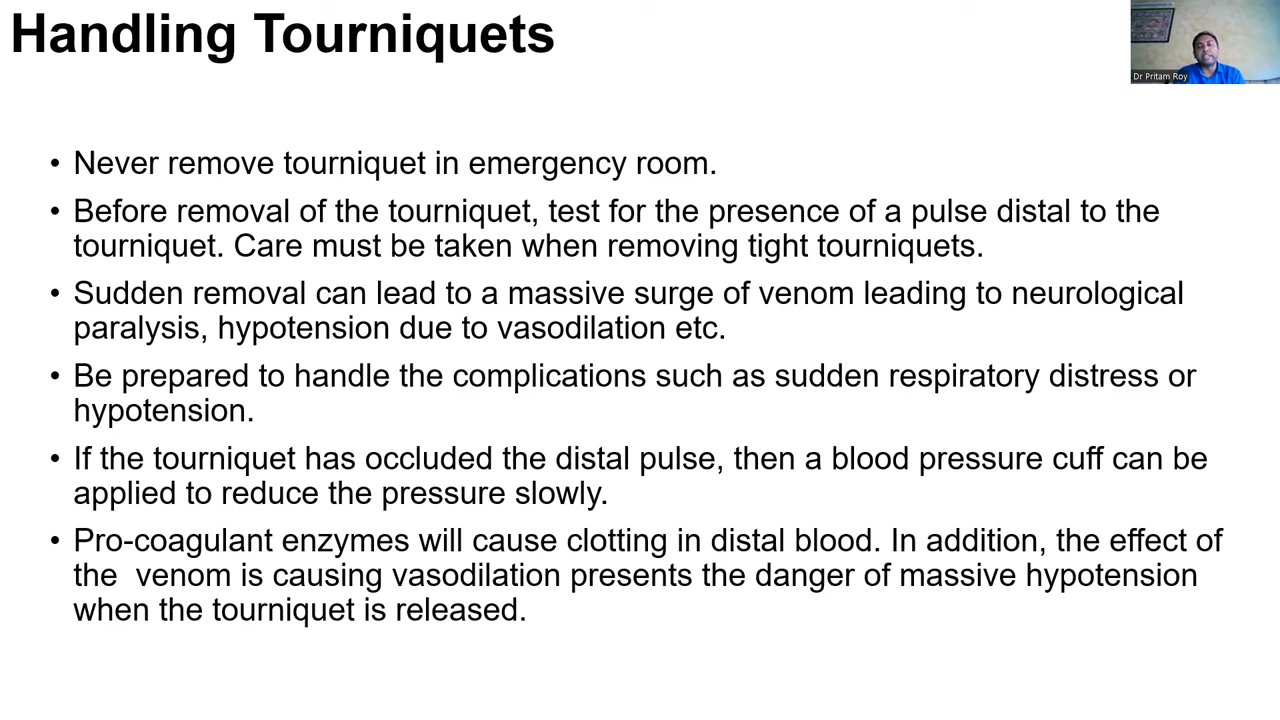 Handling Tourniquets
Dr Pritam Roy
• Never remove tourniquet in emergency room.
• Before removal of the tourniquet, test for the presence of a pulse distal to the
tourniquet. Care must be taken when removing tight tourniquets.
• Sudden removal can lead to a massive surge of venom leading to neurological
paralysis, hypotension due to vasodilation etc.
• Be prepared to handle the complications such as sudden respiratory distress or
hypotension.
• If the tourniquet has occluded the distal pulse, then a blood pressure cuff can be
applied to reduce the pressure slowly.
• Pro-coagulant enzymes will cause clotting in distal blood. In addition, the effect of
the  venom is causing vasodilation presents the danger of massive hypotension
when the tourniquet is released.